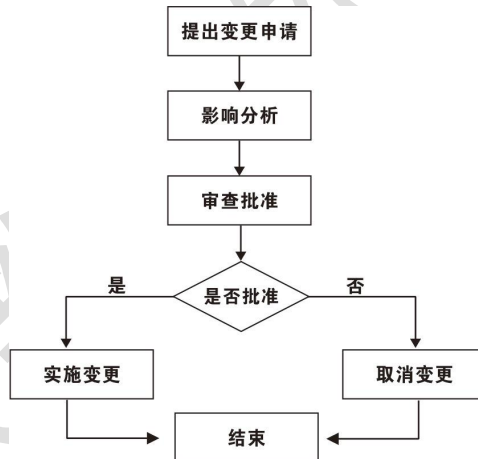 提出变更申请
影响分析
审查批准
是否批准
是
否
实施变更
取消变更
结束